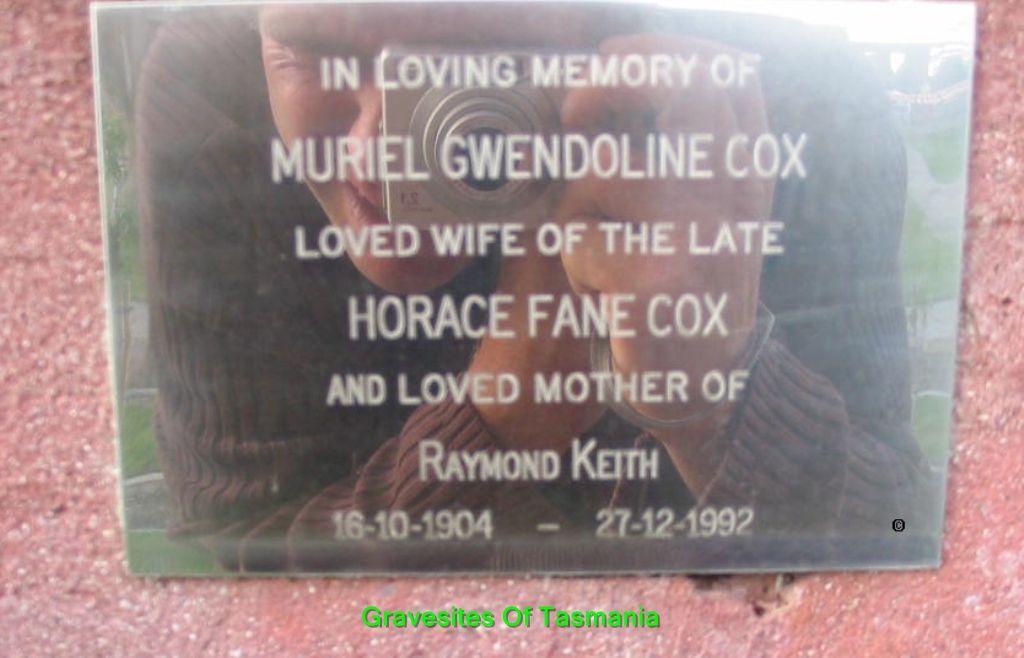 IN LOVING MEMORY OF
MURIEL GWENDOLINE COX
LOVED WIFE OF THE LATE
HORACE FANE COX
AND LOVED MOTHER OF
RAYMOND KEITH
16-10-1904 — 27-12-1992
©
Gravesites Of Tasmania